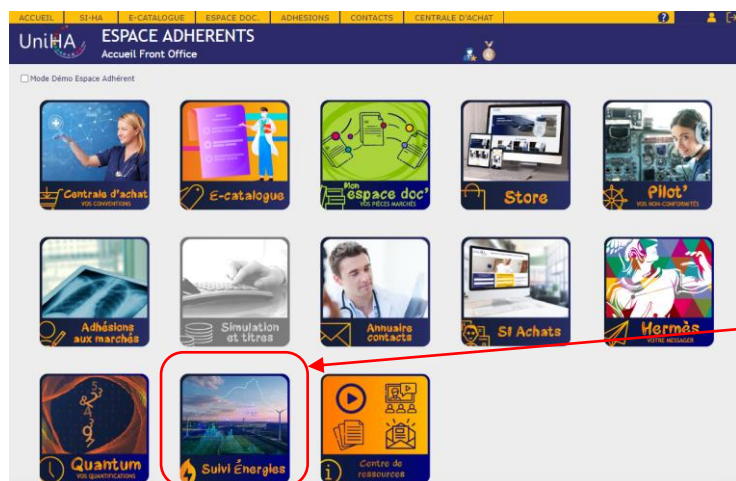 ACCUEIL SI-HA E-CATALOGUE ESPACE DOC. ADHESIONS CONTACTS CENTRALE D'ACHAT ?
UniHA ESPACE ADHERENTS
Accueil Front Office
Mode Démo Espace Adhérent
Centrale d'achat
VOS CONVENTIONS
E-catalogue
Mon
espace doc'
VOS PIÈCES MARCHÉS
Store
Pilot'
VOS NON-CONFORMITÉS
Adhésions
aux marchés
Simulation
et titres
Annuaire
contacts
SI Achats
Hermès
VOTRE MESSAGER
Quantum
VOS QUANTIFICATIONS
Suivi Énergies
Centre de
ressources